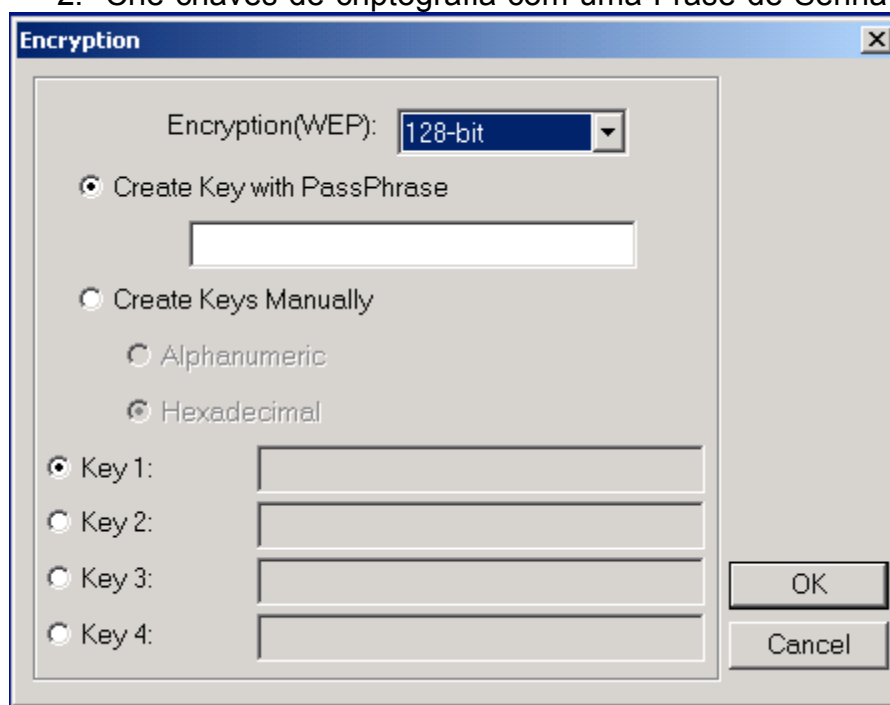 2. Crie chaves de criptografia com uma Frase de Senha
Encryption
Encryption(WEP): 128-bit
Create Key with PassPhrase
Create Keys Manually
Alphanumeric
Hexadecimal
Key 1:
Key 2:
Key 3:
OK
Key 4:
Cancel